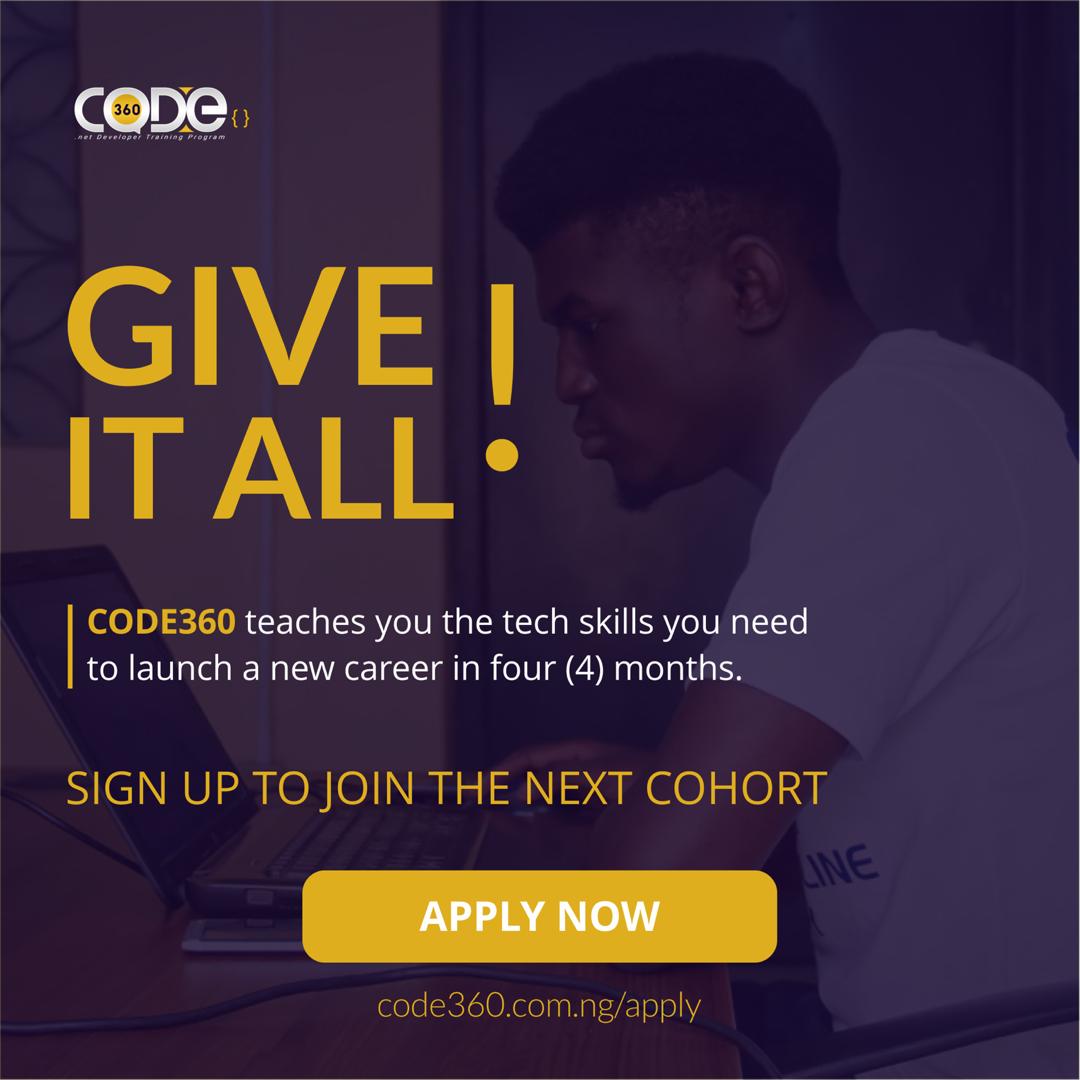 CODE 360 { }
.net Developer Training Program
GIVE
IT ALL!
CODE360 teaches you the tech skills you need
to launch a new career in four (4) months.
SIGN UP TO JOIN THE NEXT COHORT
LINE
APPLY NOW
code360.com.ng/apply